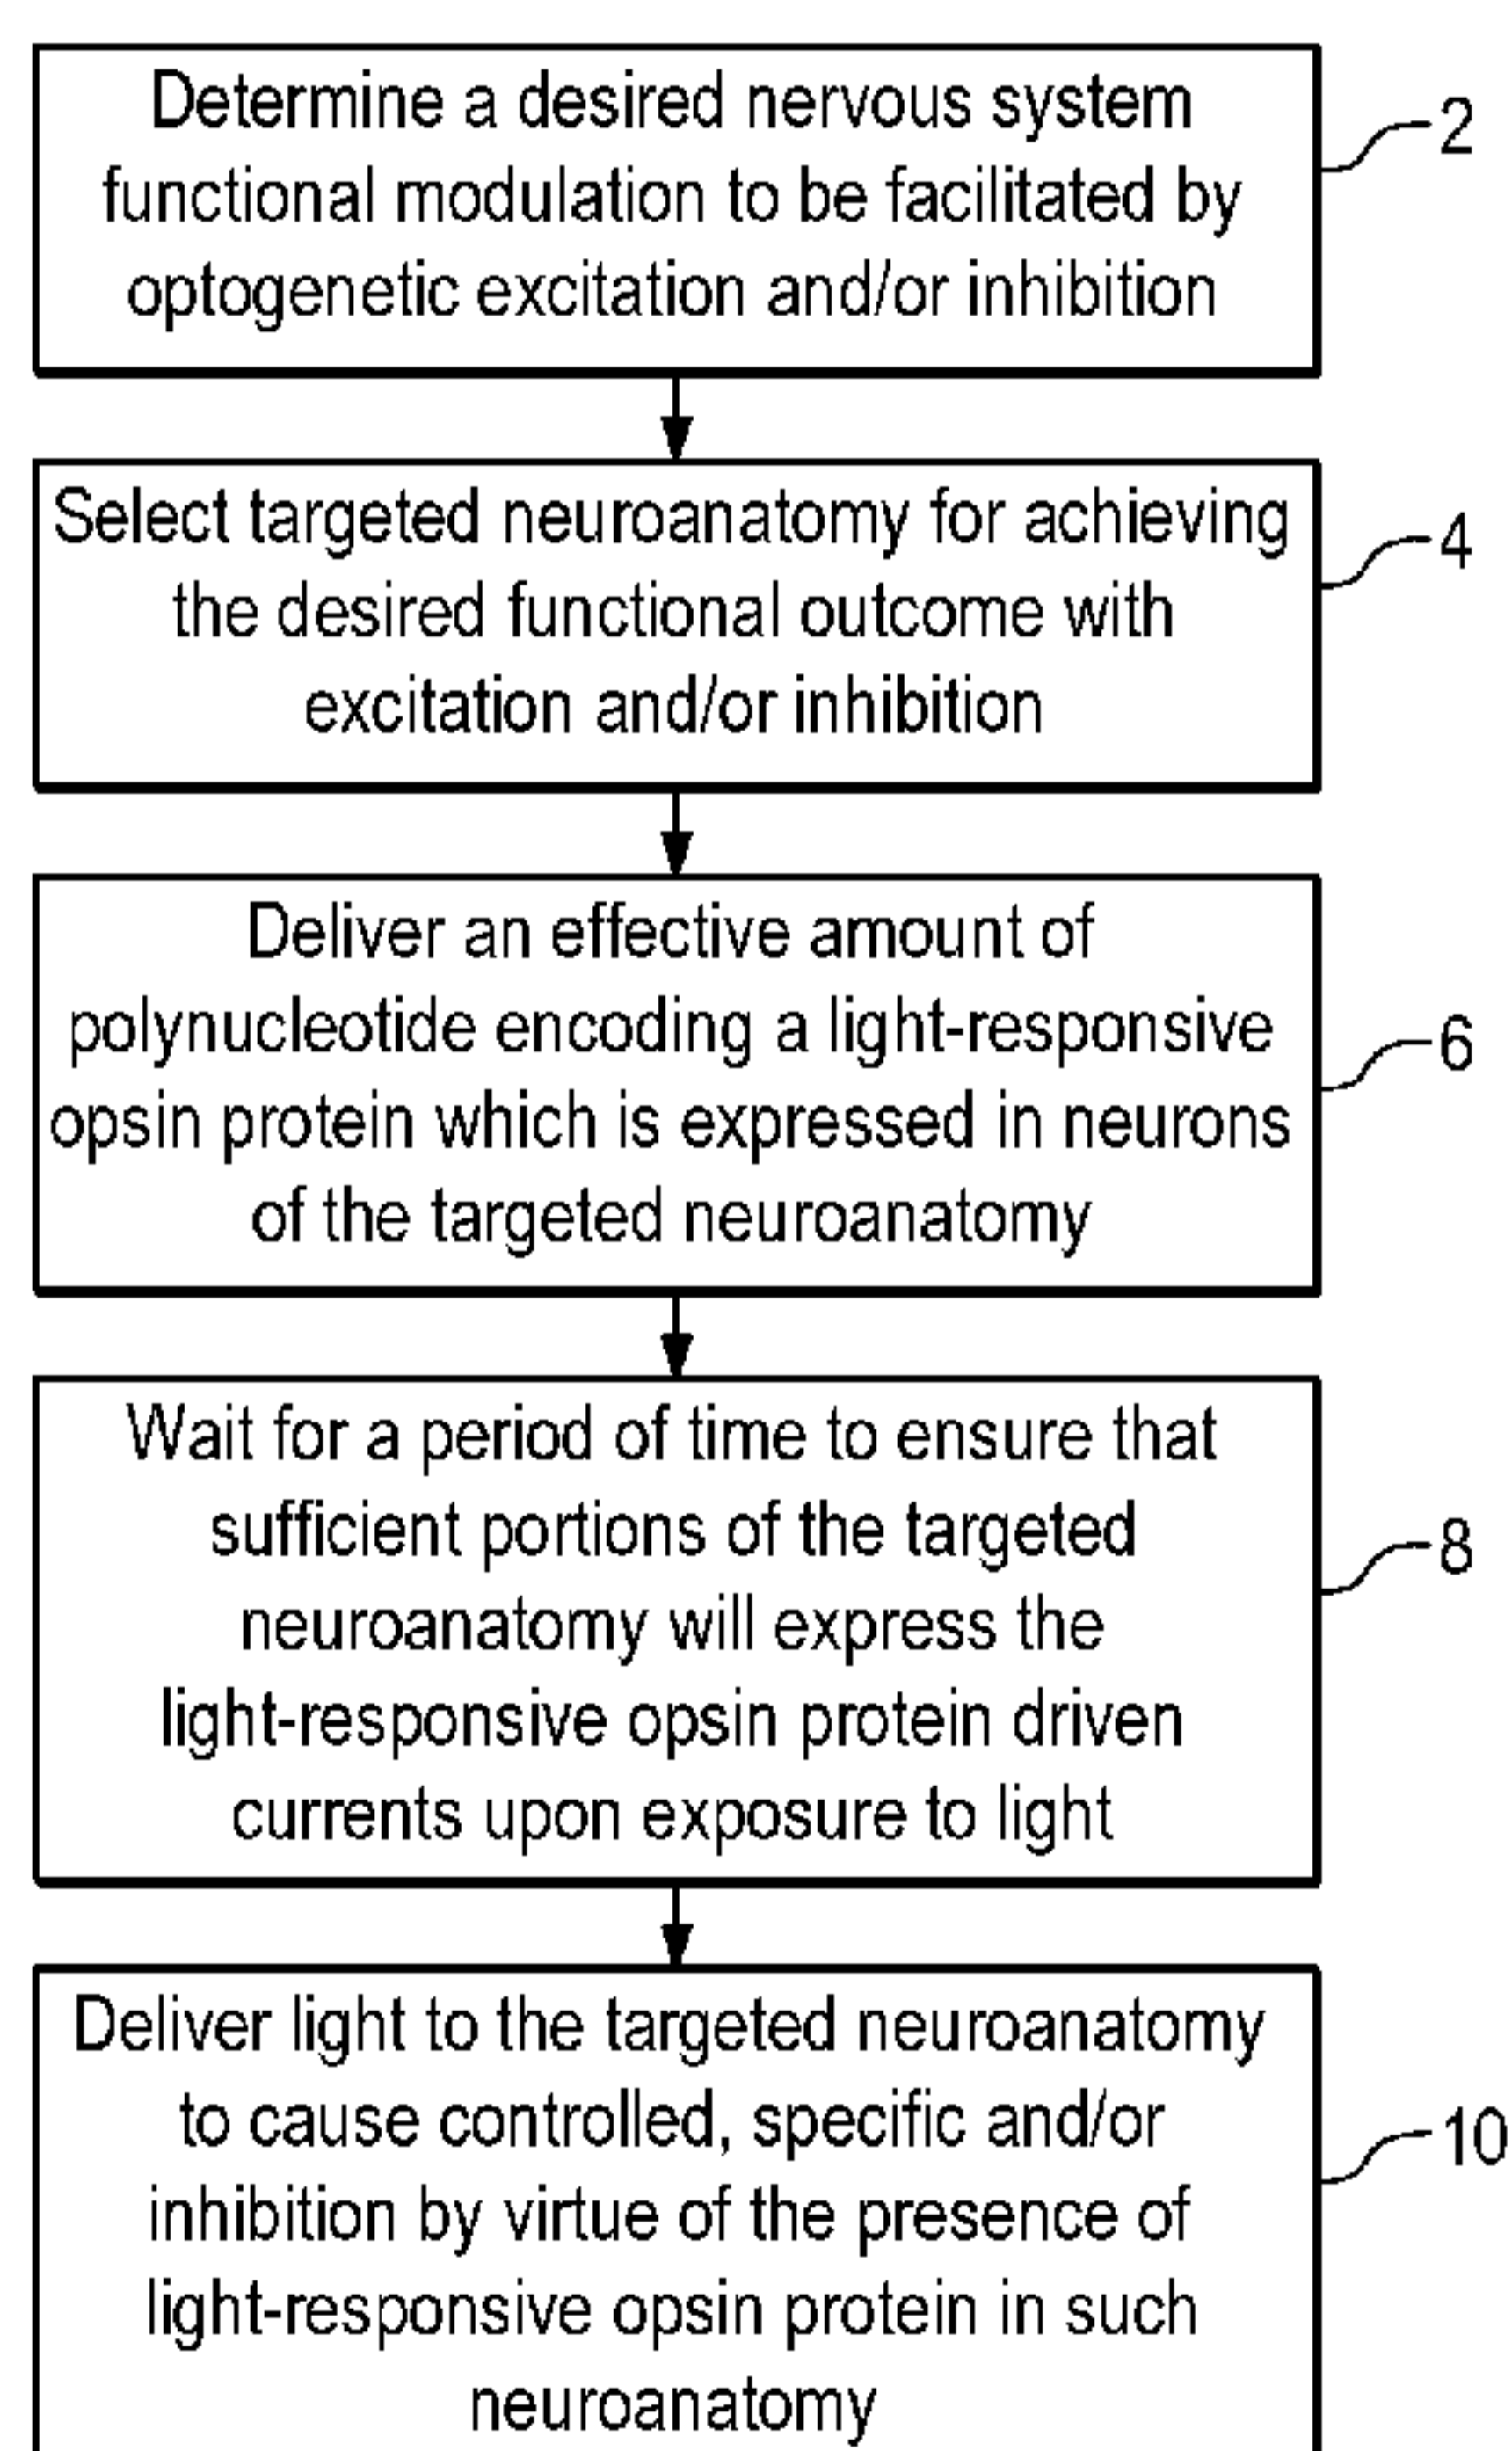 Determine a desired nervous system
functional modulation to be facilitated by
optogenetic excitation and/or inhibition
2
Select targeted neuroanatomy for achieving
the desired functional outcome with
excitation and/or inhibition
4
Deliver an effective amount of
polynucleotide encoding a light-responsive
opsin protein which is expressed in neurons
of the targeted neuroanatomy
6
Wait for a period of time to ensure that
sufficient portions of the targeted
neuroanatomy will express the
light-responsive opsin protein driven
currents upon exposure to light
8
Deliver light to the targeted neuroanatomy
to cause controlled, specific and/or
inhibition by virtue of the presence of
light-responsive opsin protein in such
neuroanatomy
10